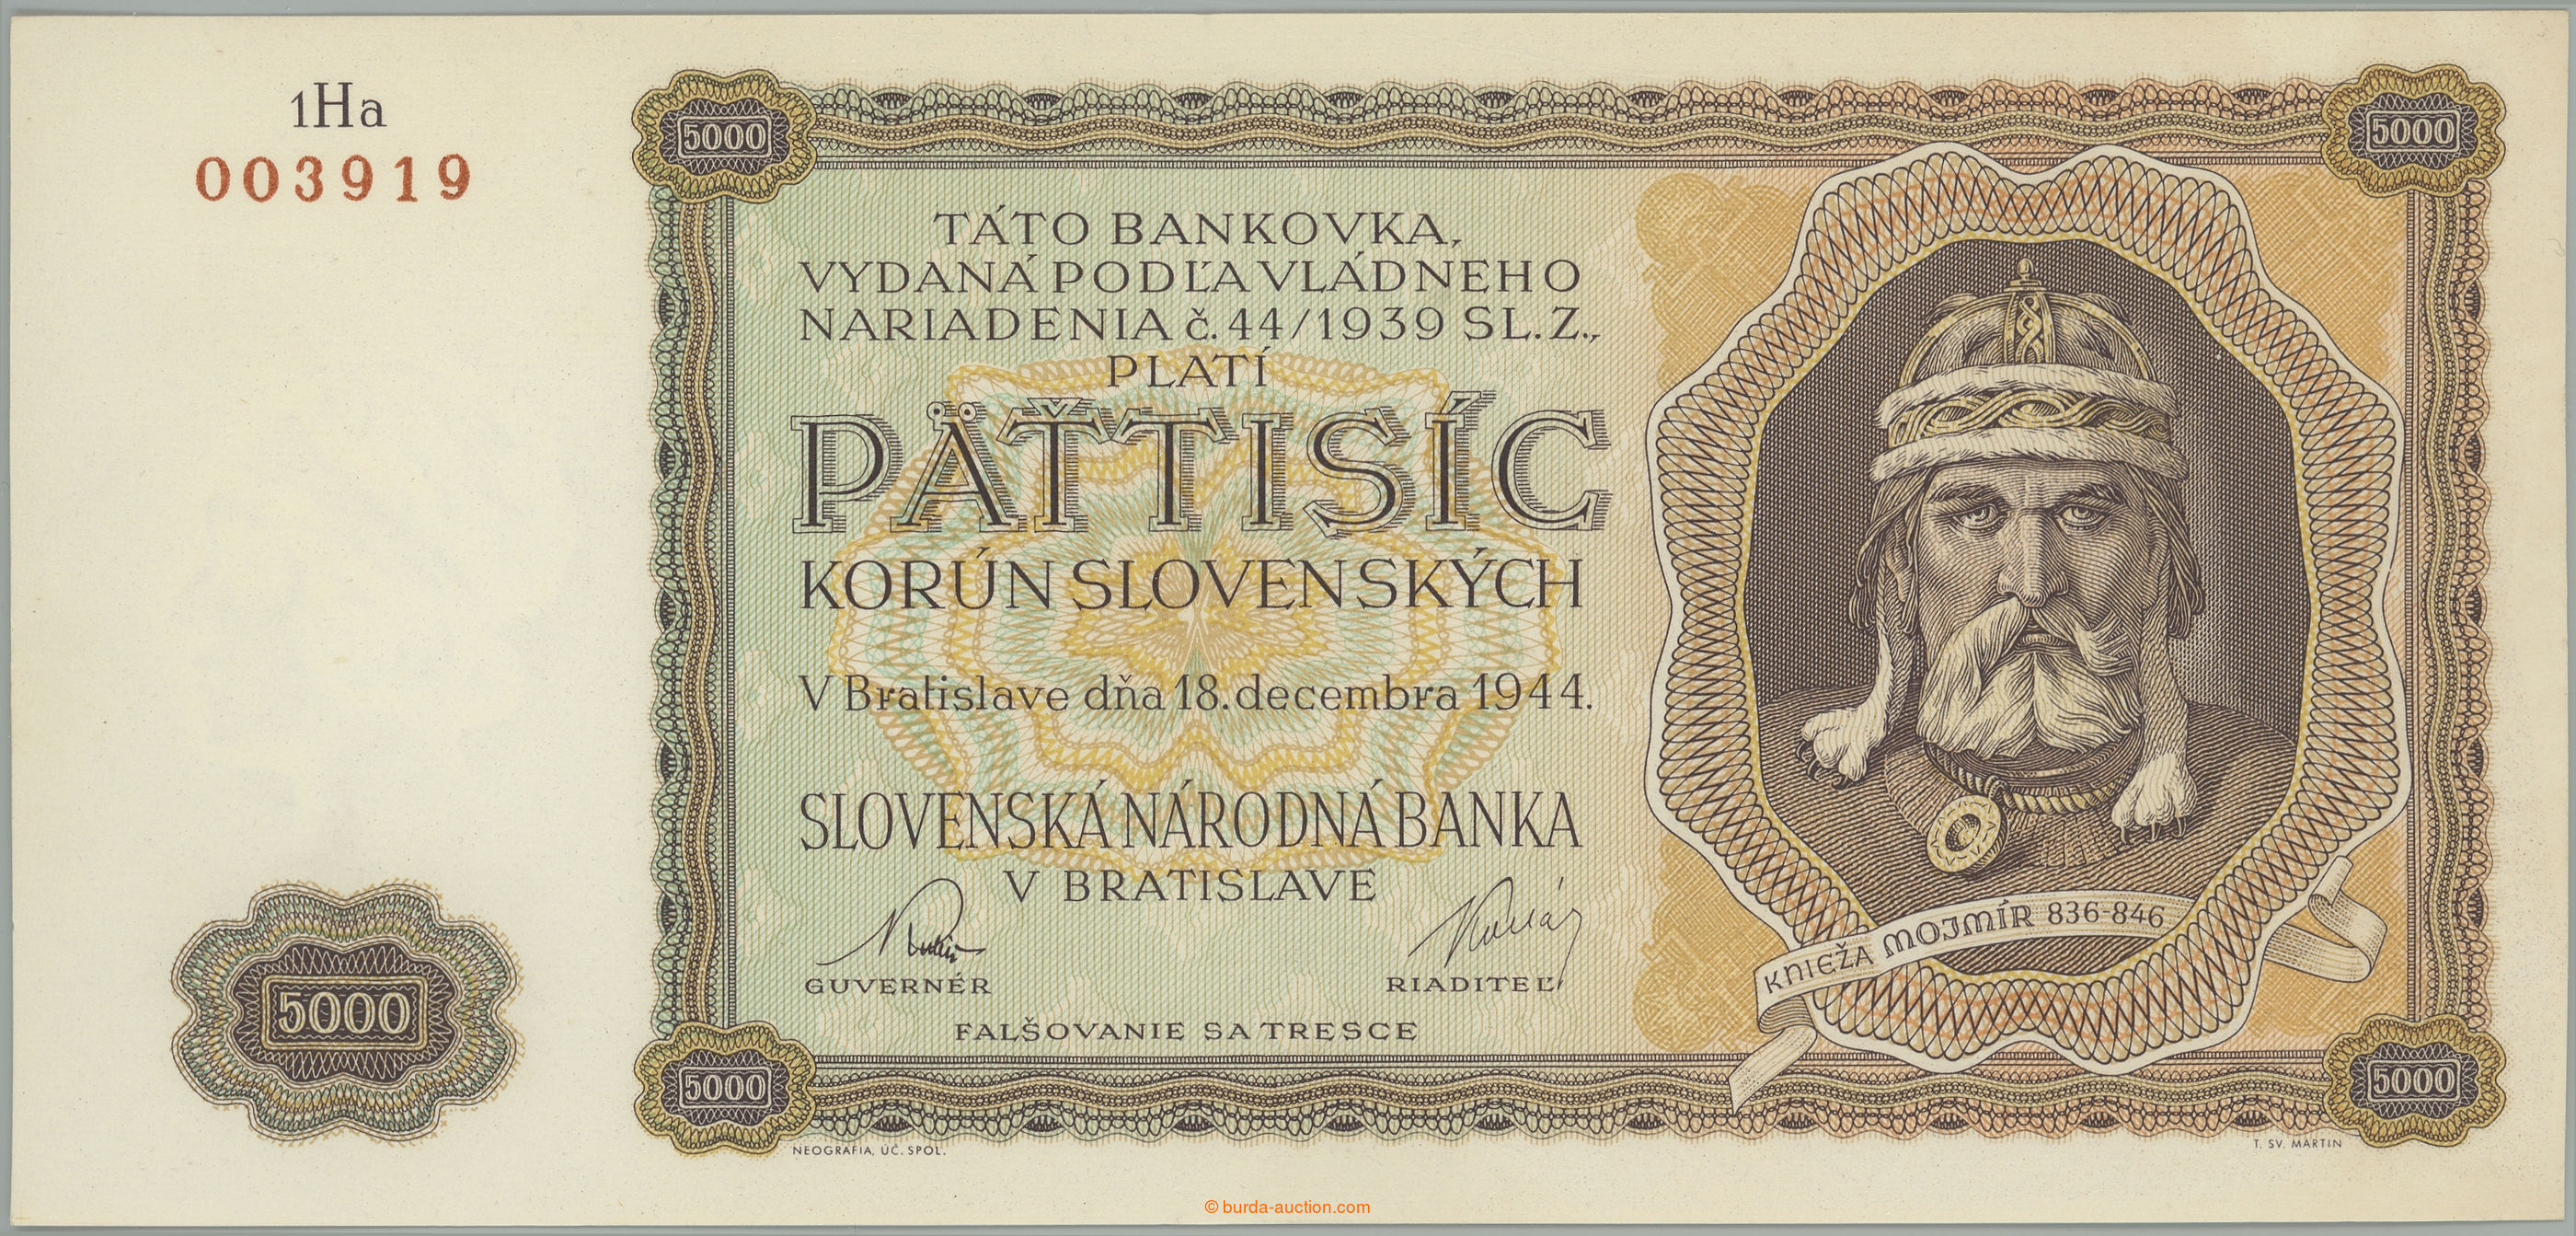 1Ha
003919
5000
5000
TÁTO BANKOVKA,
VYDANÁ PODĽA VLÁDNEHO
NARIADENIA č. 44/1939 SL. Z.,
PLATÍ
PÄŤTISÍC
KORÚN SLOVENSKÝCH
V Bratislave dňa 18. decembra 1944.
SLOVENSKÁ NÁRODNÁ BANKA
V BRATISLAVE
GUVERNÉR
RIADITEĽ
FALŠOVANIE SA TRESCE
KNIEŽA MOJMÍR 836-846
5000
5000
5000
NEOGRAFIA, UČ. SPOL.
T. SV. MARTIN
© burda-auction.com